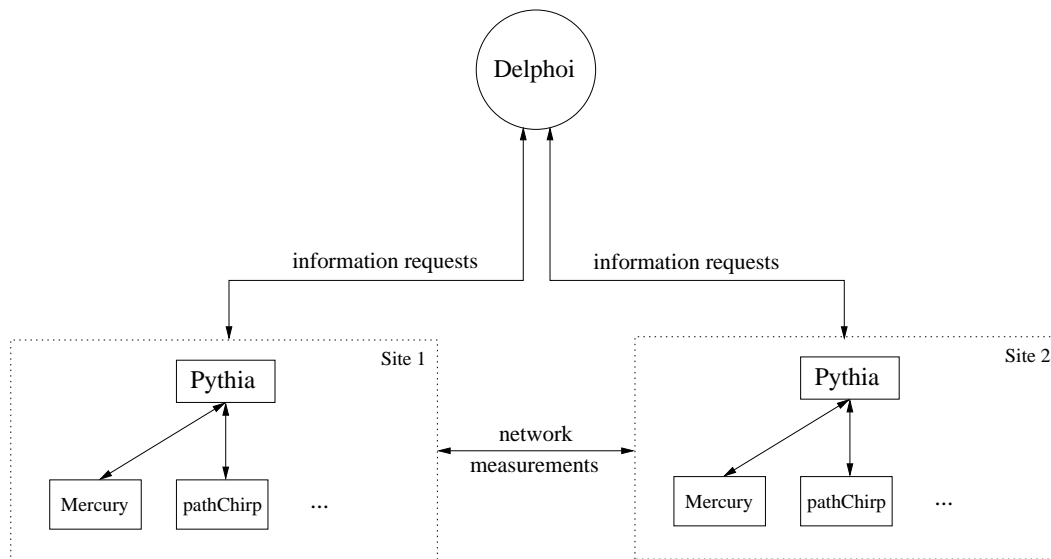 Delphoi
information requests
information requests
Site 1
Site 2
Pythia
Pythia
network
measurements
Mercury
pathChirp
...
Mercury
pathChirp
...